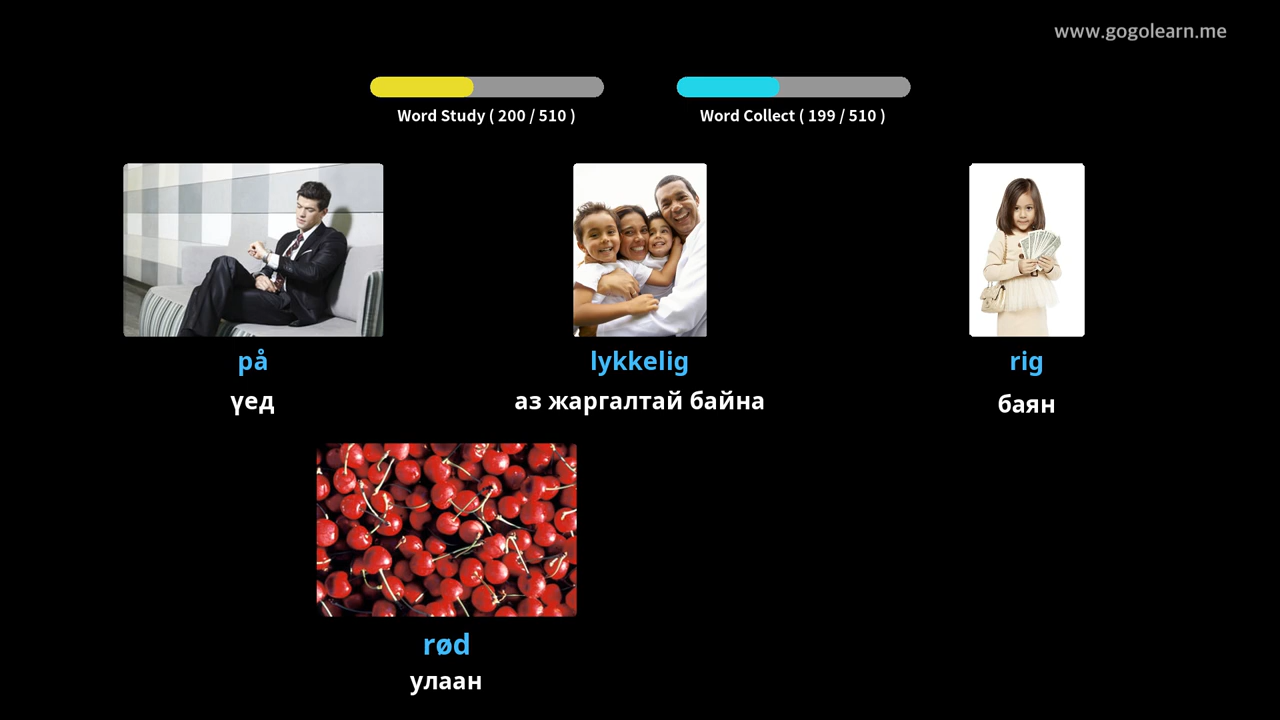 www.gogolearn.me
Word Study ( 200 / 510 )
Word Collect ( 199 / 510 )
på
үед
lykkelig
аз жаргалтай байна
rig
баян
rød
улаан